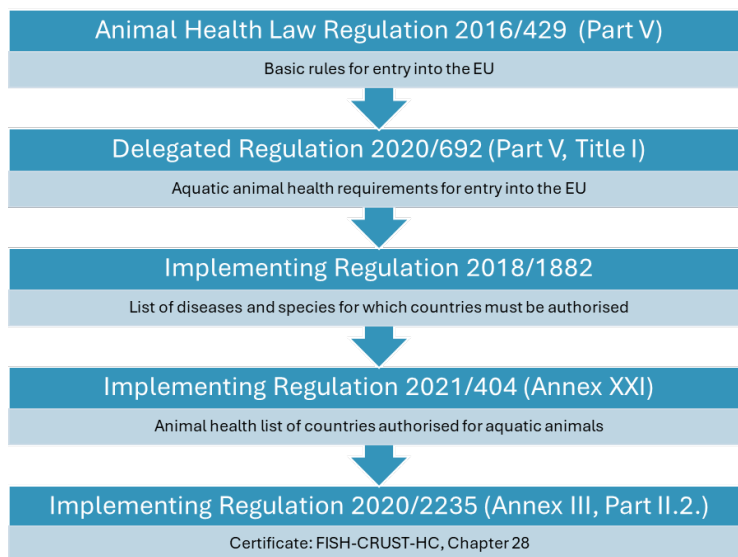 Animal Health Law Regulation 2016/429 (Part V)
Basic rules for entry into the EU
Delegated Regulation 2020/692 (Part V, Title I)
Aquatic animal health requirements for entry into the EU
Implementing Regulation 2018/1882
List of diseases and species for which countries must be authorised
Implementing Regulation 2021/404 (Annex XXI)
Animal health list of countries authorised for aquatic animals
Implementing Regulation 2020/2235 (Annex III, Part II.2.)
Certificate: FISH-CRUST-HC, Chapter 28